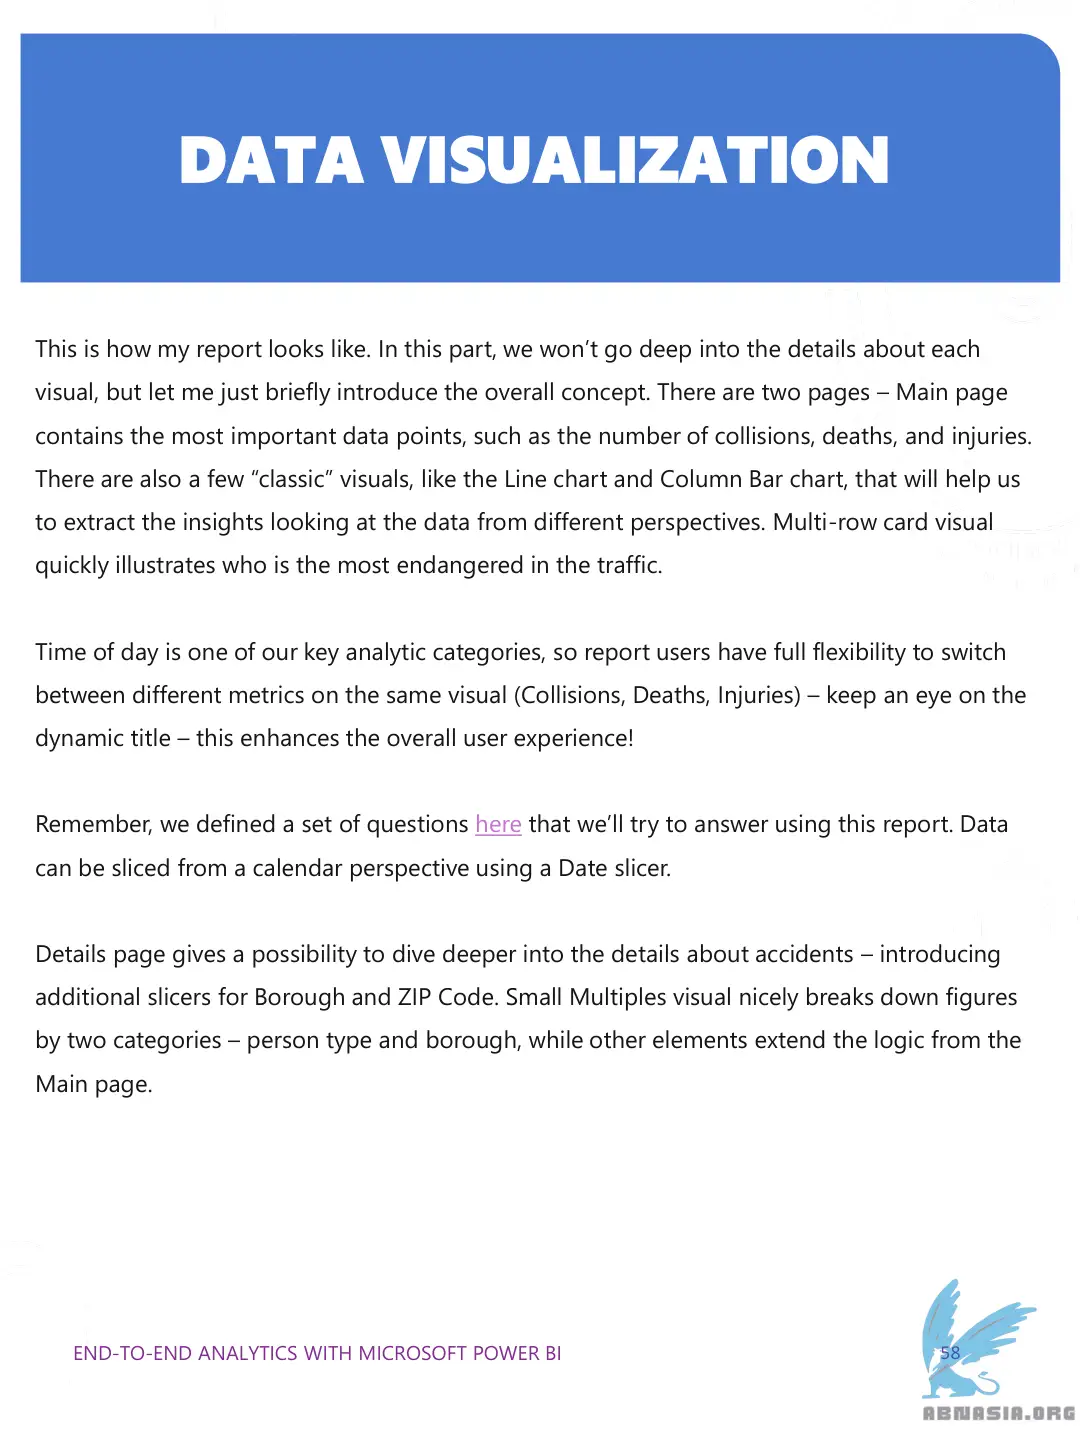 DATA VISUALIZATION
This is how my report looks like. In this part, we won’t go deep into the details about each
visual, but let me just briefly introduce the overall concept. There are two pages – Main page
contains the most important data points, such as the number of collisions, deaths, and injuries.
There are also a few “classic” visuals, like the Line chart and Column Bar chart, that will help us
to extract the insights looking at the data from different perspectives. Multi-row card visual
quickly illustrates who is the most endangered in the traffic.
Time of day is one of our key analytic categories, so report users have full flexibility to switch
between different metrics on the same visual (Collisions, Deaths, Injuries) – keep an eye on the
dynamic title – this enhances the overall user experience!
Remember, we defined a set of questions here that we’ll try to answer using this report. Data
can be sliced from a calendar perspective using a Date slicer.
Details page gives a possibility to dive deeper into the details about accidents – introducing
additional slicers for Borough and ZIP Code. Small Multiples visual nicely breaks down figures
by two categories – person type and borough, while other elements extend the logic from the
Main page.
END-TO-END ANALYTICS WITH MICROSOFT POWER BI
58
ABNASIA.ORG